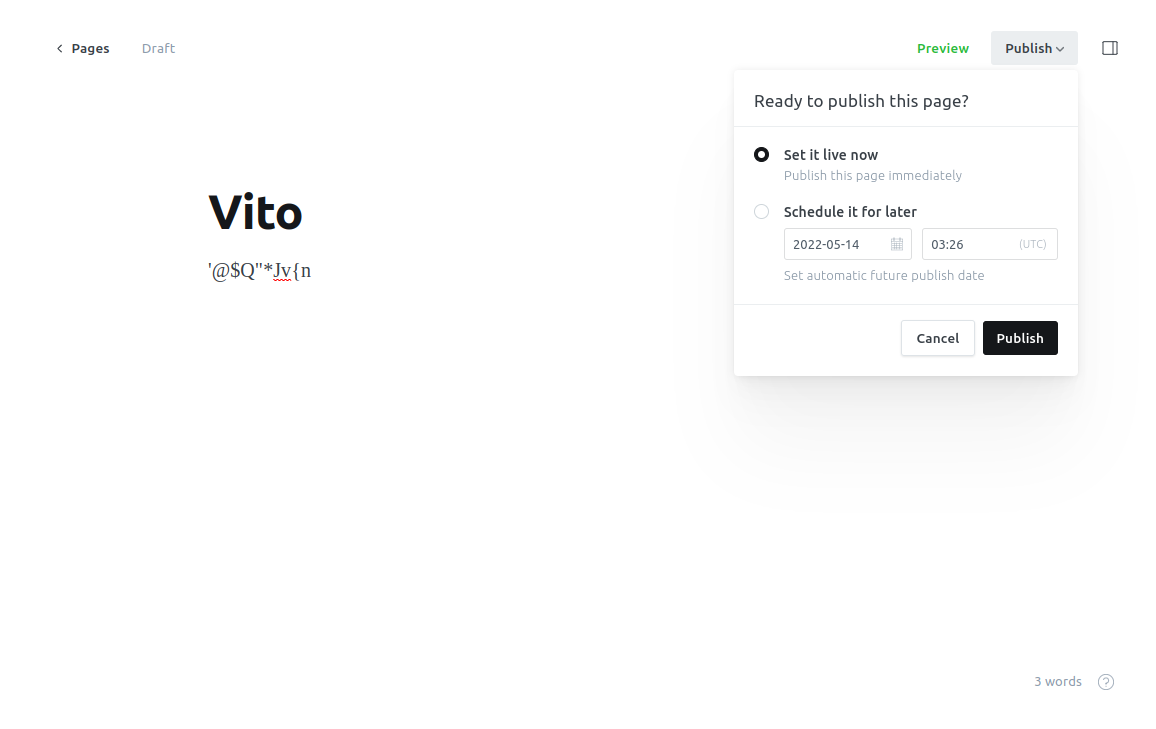 Pages Draft Preview Publish
Ready to publish this page?
Set it live now
Publish this page immediately
Schedule it for later
2022-05-14 03:26 (UTC)
Set automatic future publish date
Cancel Publish
Vito
'@$Q"*Jv{n
3 words ?